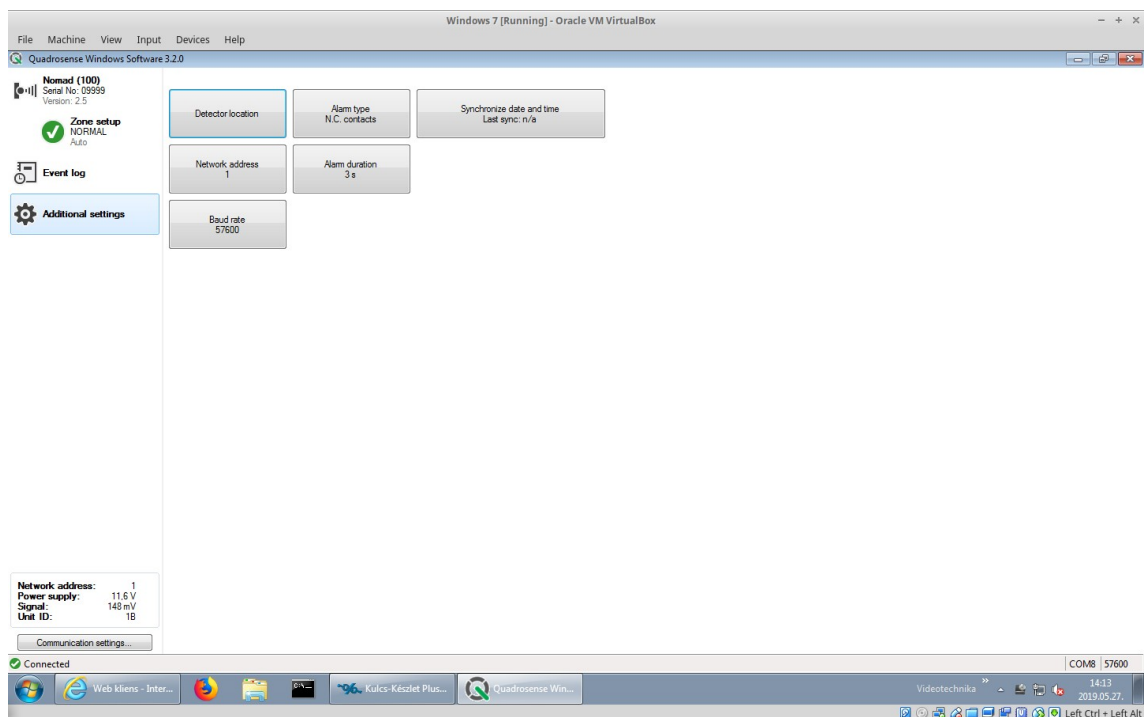 Windows 7 [Running] - Oracle VM VirtualBox
File Machine View Input Devices Help
Quadrosense Windows Software 3.2.0
Nomad (100)
Serial No: 09999
Version: 2.5
Zone setup
NORMAL
Auto
Event log
Additional settings
Detector location
Alarm type
N.C. contacts
Synchronize date and time
Last sync: n/a
Network address
1
Alarm duration
3 s
Baud rate
57600
Network address: 1
Power supply: 11,6 V
Signal: 148 mV
Unit ID: 1B
Communication settings...
Connected
COM8 57600
Web kliens - Inter...
Kulcs-Készlet Plus...
Quadrosense Win...
Videotechnika
14:13
2019.05.27.
Left Ctrl + Left Alt